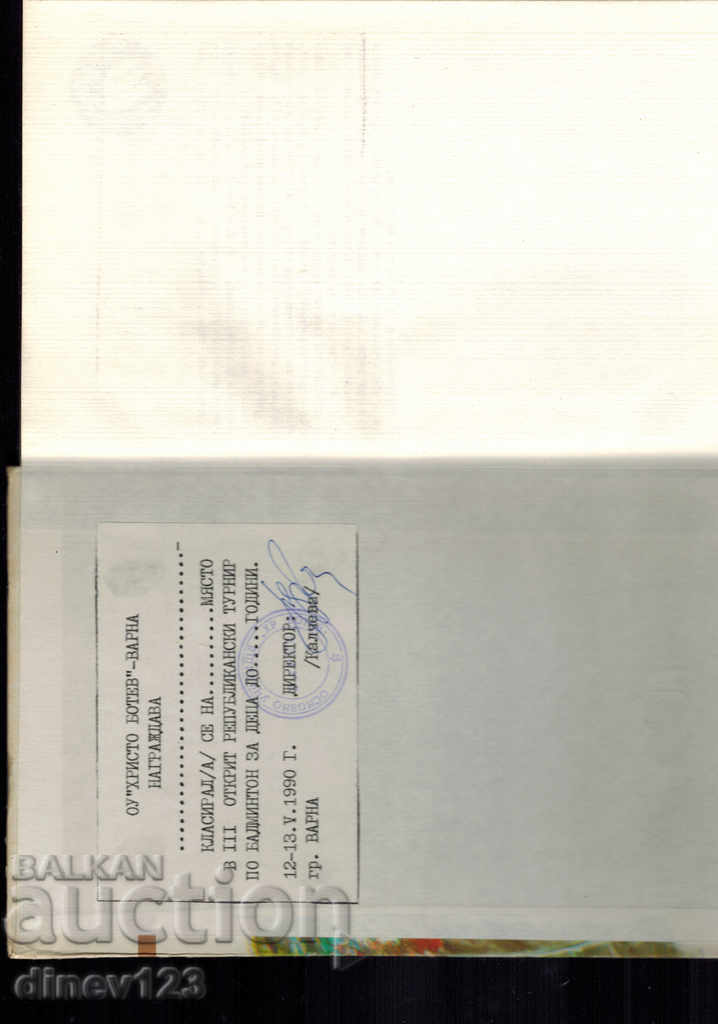 ОУ"ХРИСТО БОТЕВ"-ВАРНА
НАГРАЖДАВА
........................................-
КЛАСИРАЛ/А/ СЕ НА..........МЯСТО
В III ОТКРИТ РЕПУБЛИКАНСКИ ТУРНИР
ПО БАДМИНТОН ЗА ДЕЦА ДО.....ГОДИНИ.
12-13.V.1990 Г. ДИРЕКТОР:
гр. ВАРНА /Калчева/
ОСНОВНО
BALKAN
auction
dinev123